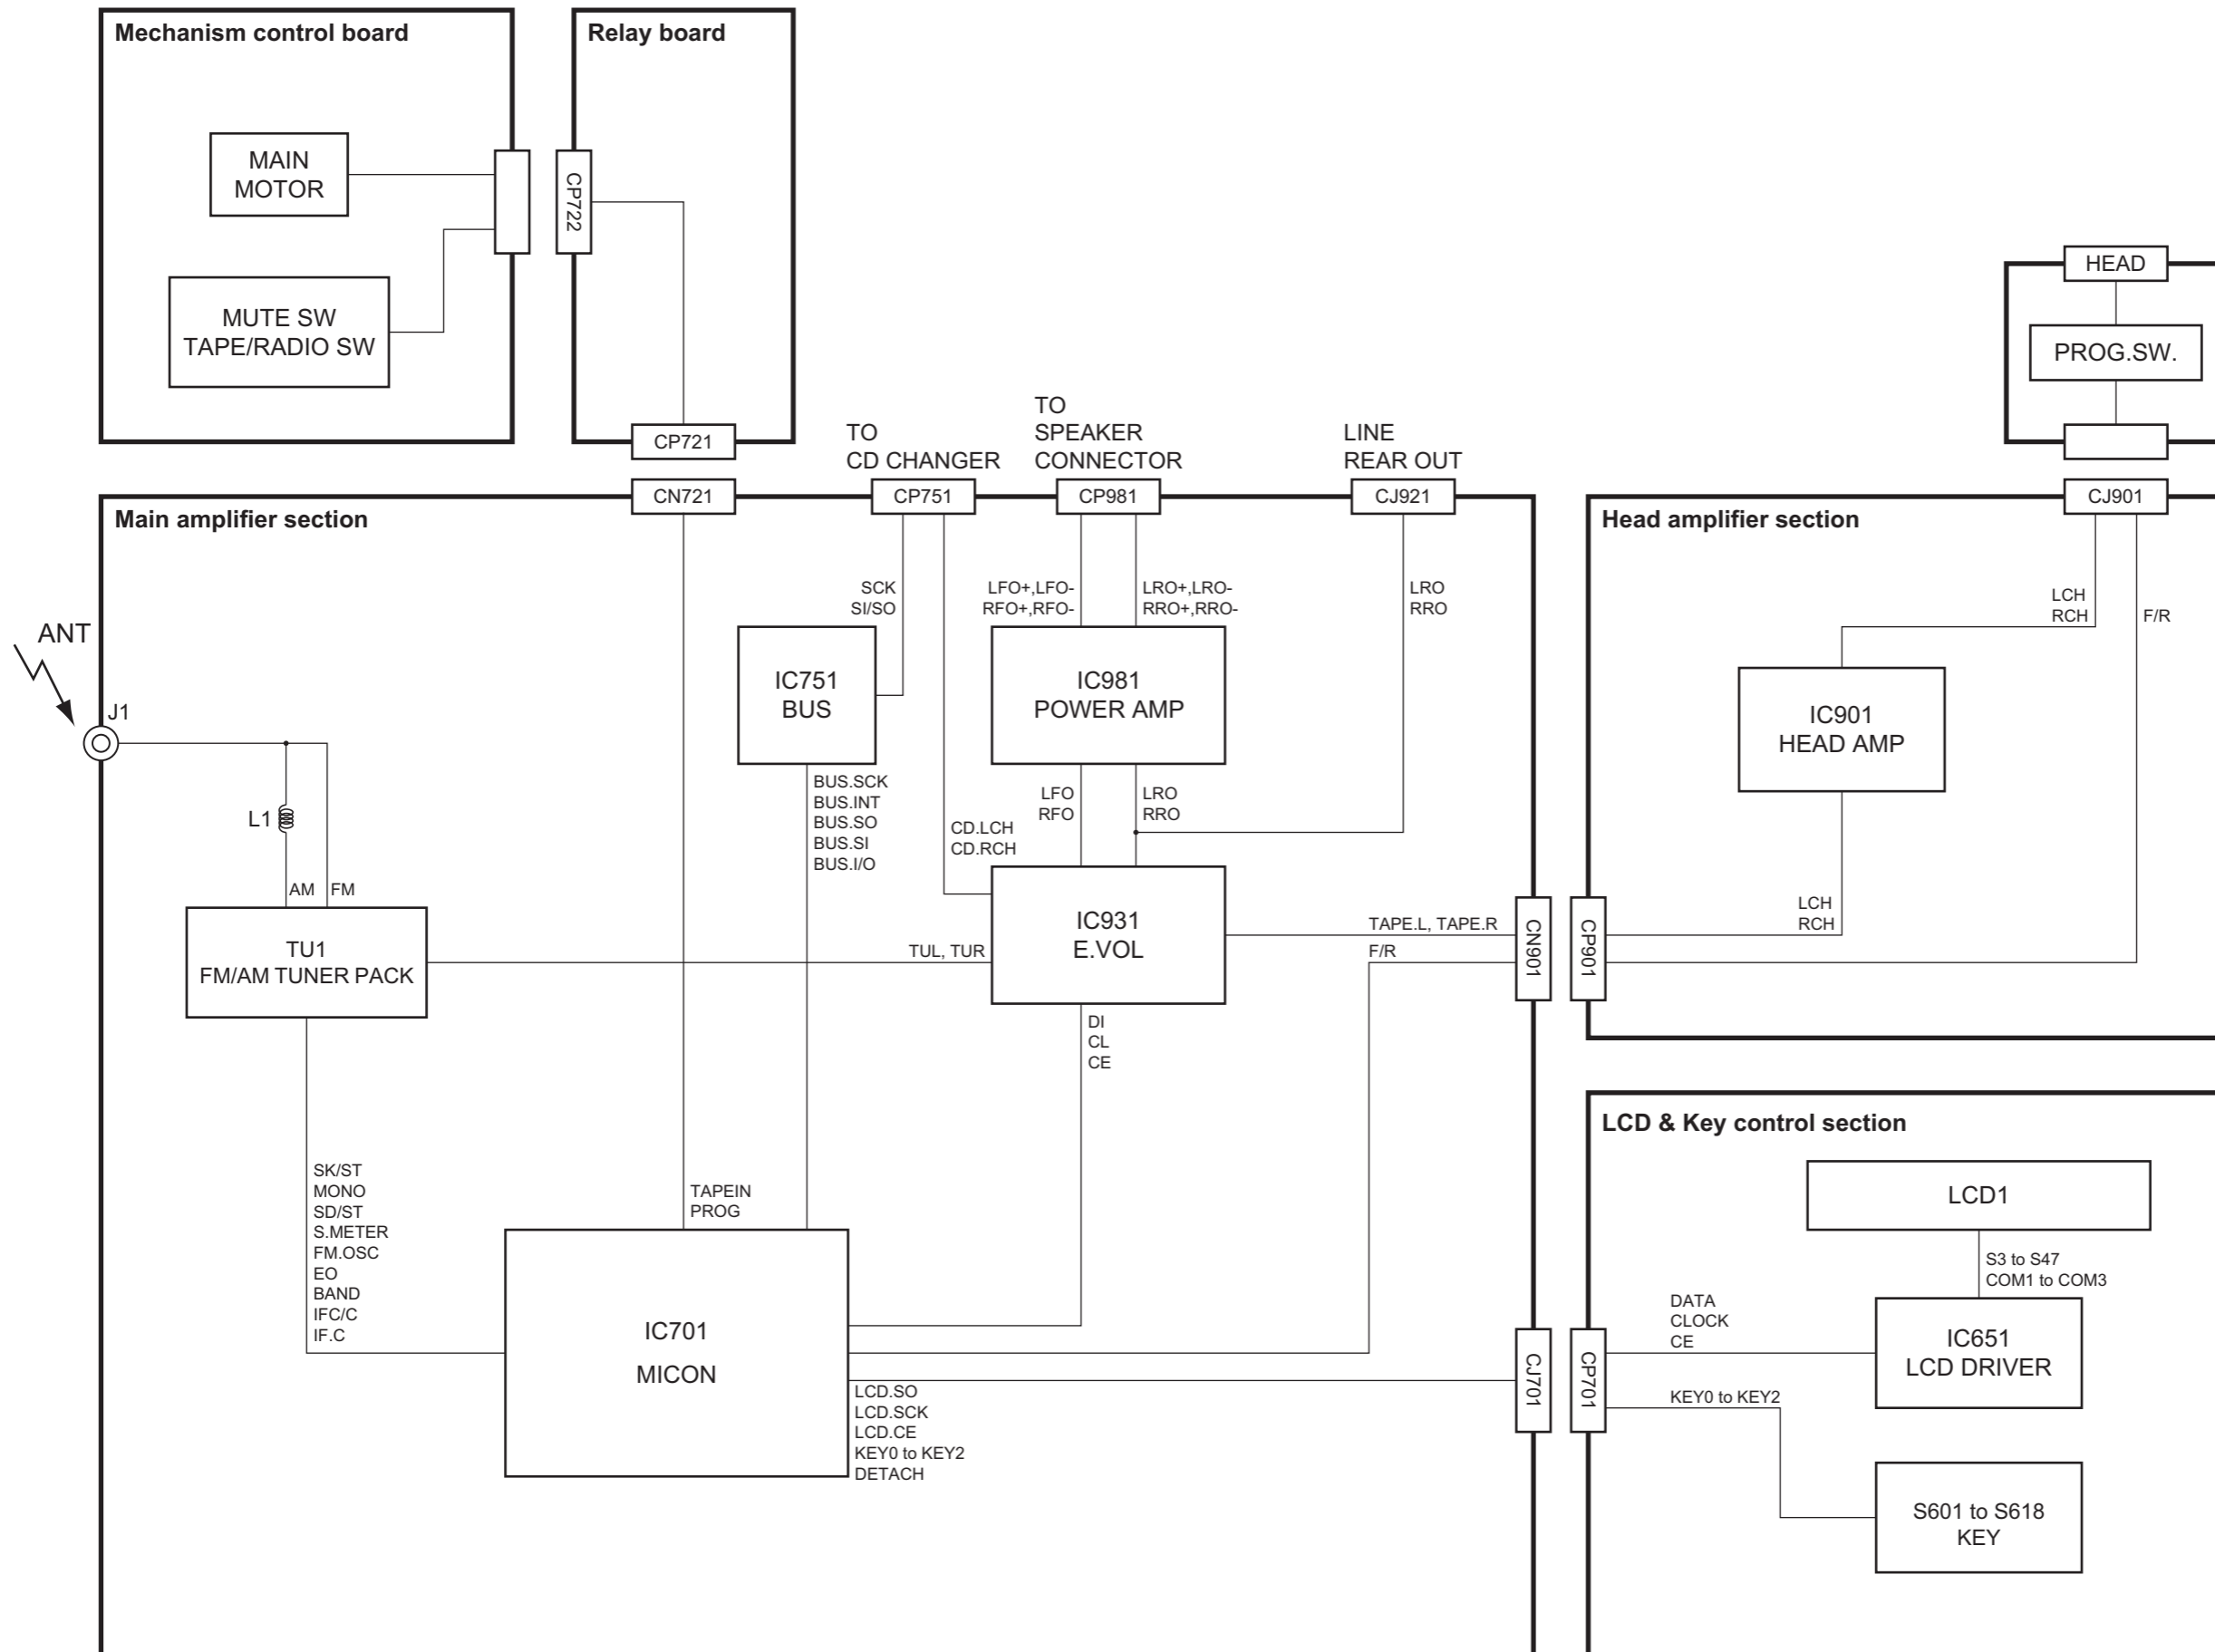 Mechanism control board
MAIN
MOTOR
MUTE SW
TAPE/RADIO SW
Relay board
CP722
CP721
HEAD
PROG.SW.
TO
CD CHANGER
TO
SPEAKER
CONNECTOR
LINE
REAR OUT
CN721
CP751
CP981
CJ921
Main amplifier section
SCK
SI/SO
LFO+,LFO-
RFO+,RFO-
LRO+,LRO-
RRO+,RRO-
LRO
RRO
ANT
J1
IC751
BUS
IC981
POWER AMP
BUS.SCK
BUS.INT
BUS.SO
BUS.SI
BUS.I/O
LFO
RFO
LRO
RRO
L1
CD.LCH
CD.RCH
AM
FM
TU1
FM/AM TUNER PACK
TUL, TUR
IC931
E.VOL
TAPE.L, TAPE.R
F/R
CN901
DI
CL
CE
SK/ST
MONO
SD/ST
S.METER
FM.OSC
EO
BAND
IFC/C
IF.C
TAPEIN
PROG
IC701
MICON
LCD.SO
LCD.SCK
LCD.CE
KEY0 to KEY2
DETACH
CJ701
CJ901
Head amplifier section
LCH
RCH
F/R
IC901
HEAD AMP
LCH
RCH
CP901
LCD & Key control section
LCD1
S3 to S47
COM1 to COM3
DATA
CLOCK
CE
IC651
LCD DRIVER
CP701
KEY0 to KEY2
S601 to S618
KEY